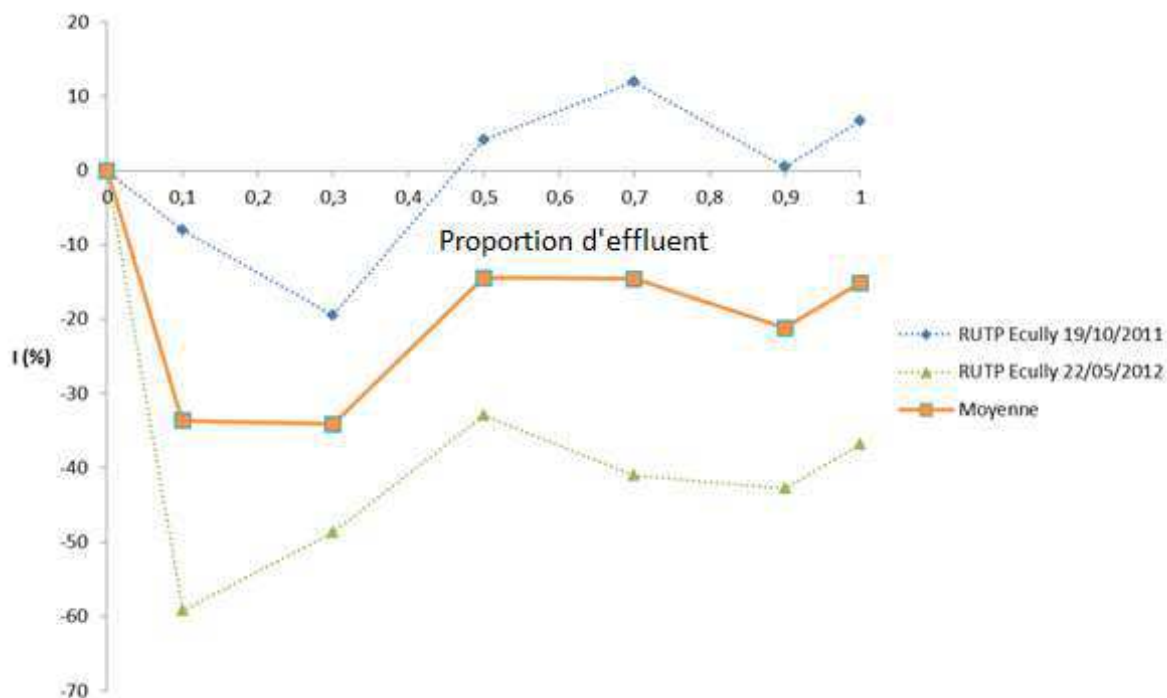 20
10
0
0 0,1 0,2 0,3 0,4 0,5 0,6 0,7 0,8 0,9 1
-10
Proportion d'effluent
-20
RUTP Ecully 19/10/2011
I (%)
RUTP Ecully 22/05/2012
-30
Moyenne
-40
-50
-60
-70